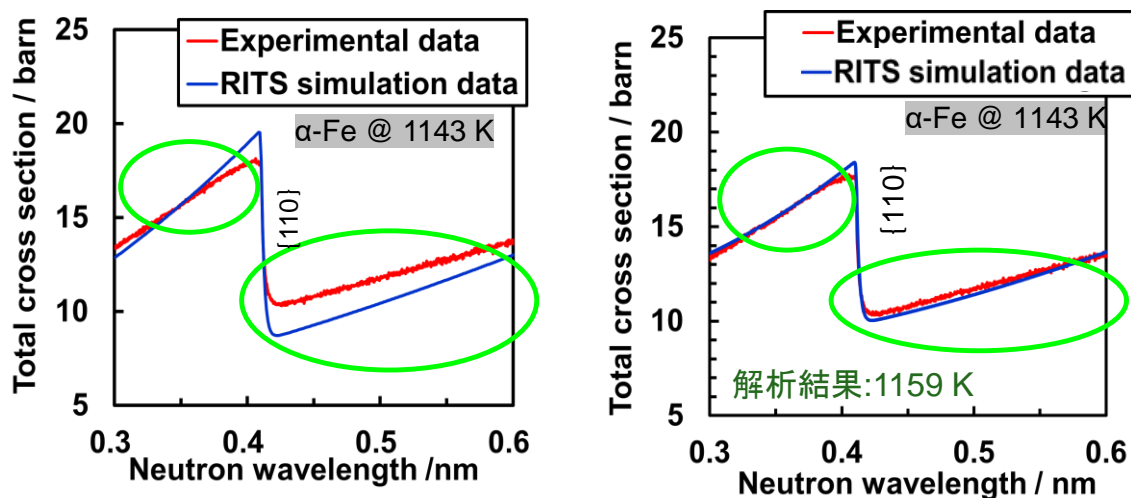 Experimental data
RITS simulation data
α-Fe @ 1143 K
{110}
Total cross section / barn
25
20
15
10
5
0.3 0.4 0.5 0.6
Neutron wavelength /nm
Experimental data
RITS simulation data
α-Fe @ 1143 K
{110}
解析結果:1159 K
Total cross section / barn
25
20
15
10
5
0.3 0.4 0.5 0.6
Neutron wavelength / nm